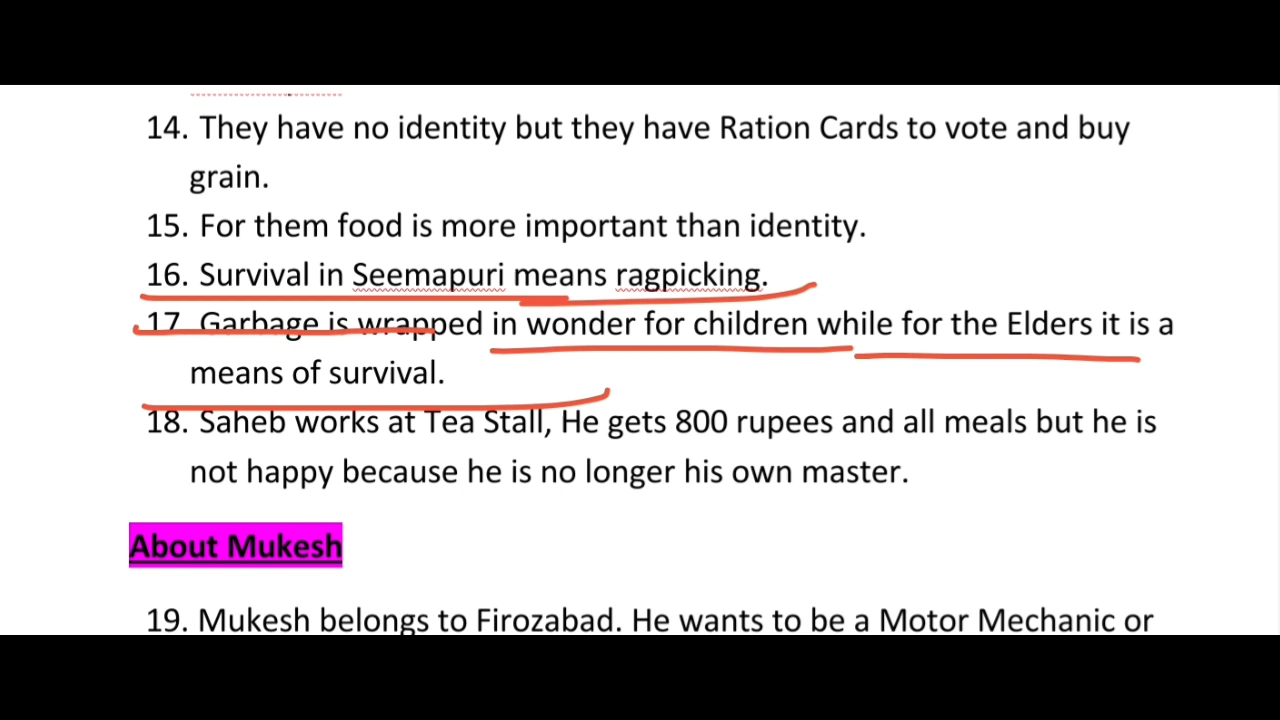 14. They have no identity but they have Ration Cards to vote and buy
grain.
15. For them food is more important than identity.
16. Survival in Seemapuri means ragpicking.
17. Garbage is wrapped in wonder for children while for the Elders it is a
means of survival.
18. Saheb works at Tea Stall, He gets 800 rupees and all meals but he is
not happy because he is no longer his own master.
About Mukesh
19. Mukesh belongs to Firozabad. He wants to be a Motor Mechanic or